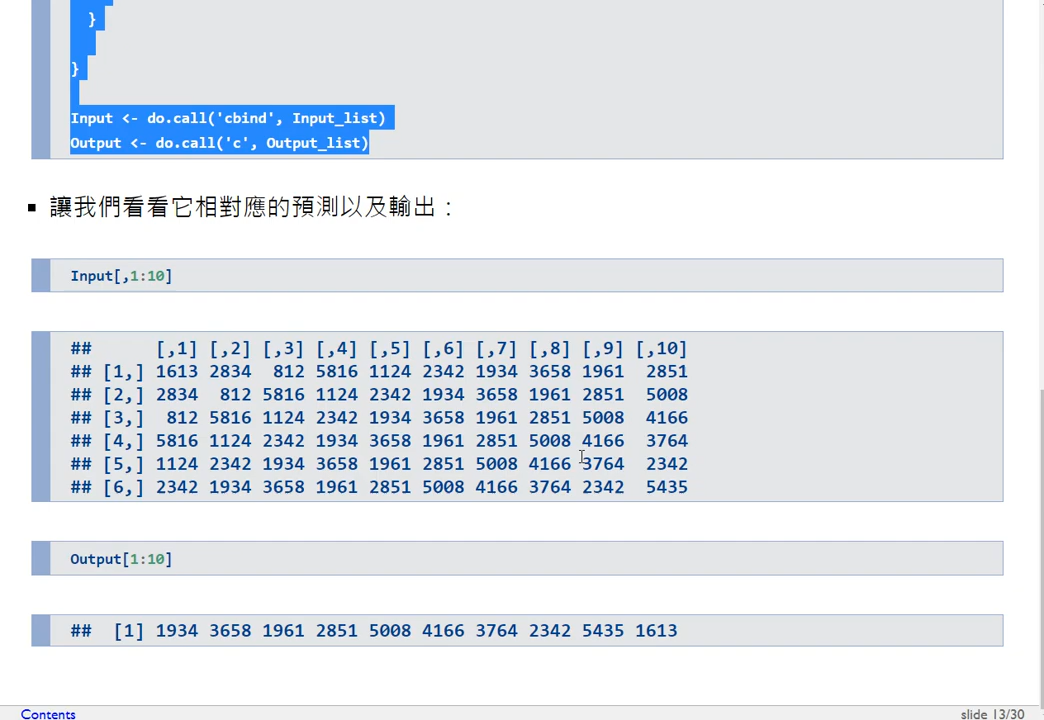 }
}
Input <- do.call('cbind', Input_list)
Output <- do.call('c', Output_list)
▪ 讓我們看看它相對應的預測以及輸出：
Input[,1:10]
##      [,1] [,2] [,3] [,4] [,5] [,6] [,7] [,8] [,9] [,10]
## [1,] 1613 2834  812 5816 1124 2342 1934 3658 1961  2851
## [2,] 2834  812 5816 1124 2342 1934 3658 1961 2851  5008
## [3,]  812 5816 1124 2342 1934 3658 1961 2851 5008  4166
## [4,] 5816 1124 2342 1934 3658 1961 2851 5008 4166  3764
## [5,] 1124 2342 1934 3658 1961 2851 5008 4166 3764  2342
## [6,] 2342 1934 3658 1961 2851 5008 4166 3764 2342  5435
Output[1:10]
##  [1] 1934 3658 1961 2851 5008 4166 3764 2342 5435 1613
Contents
slide 13/30